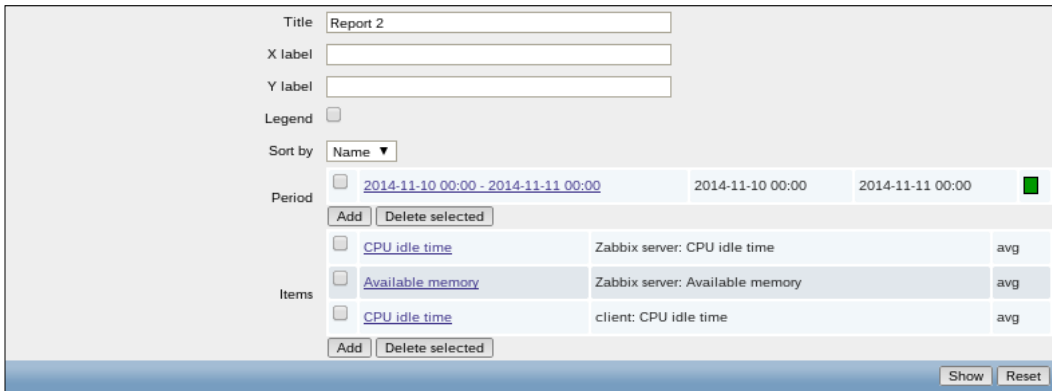 Title Report 2
X label
Y label
Legend
Sort by Name ▼
Period 2014-11-10 00:00 - 2014-11-11 00:00 2014-11-10 00:00 2014-11-11 00:00
Add Delete selected
Items
CPU idle time Zabbix server: CPU idle time avg
Available memory Zabbix server: Available memory avg
CPU idle time client: CPU idle time avg
Add Delete selected
Show Reset